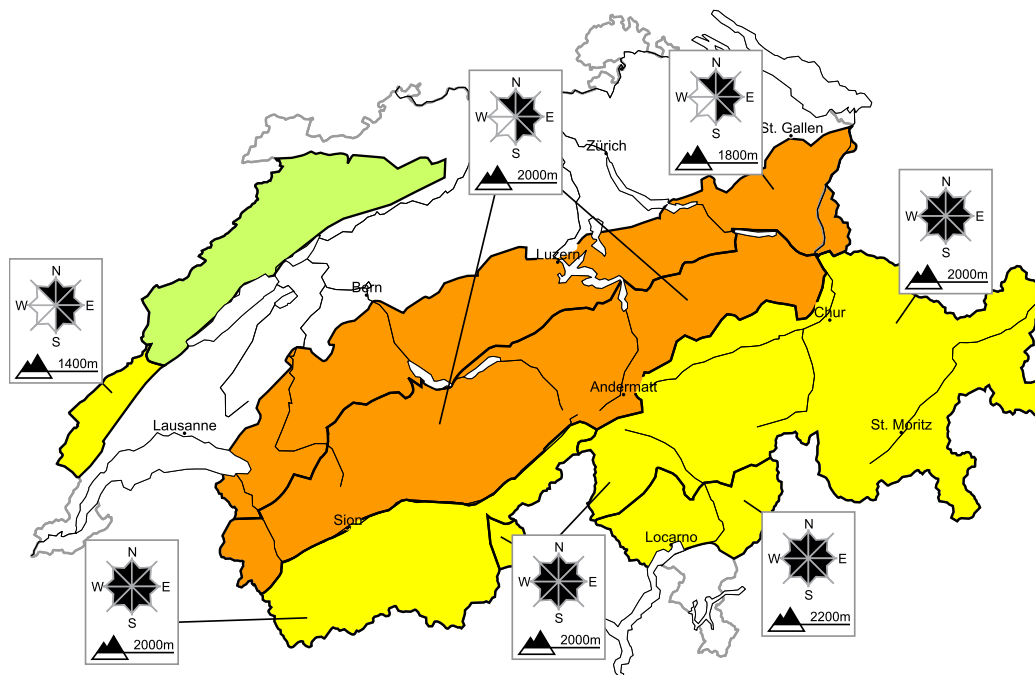 N
W E
S
2000m
N
W E
S
1800m
St. Gallen
Zürich
N
W E
S
2000m
Luzern
Bern
N
W E
S
1400m
Chur
Andermatt
Lausanne
St. Moritz
Sion
Locarno
N
W E
S
2000m
N
W E
S
2000m
N
W E
S
2200m